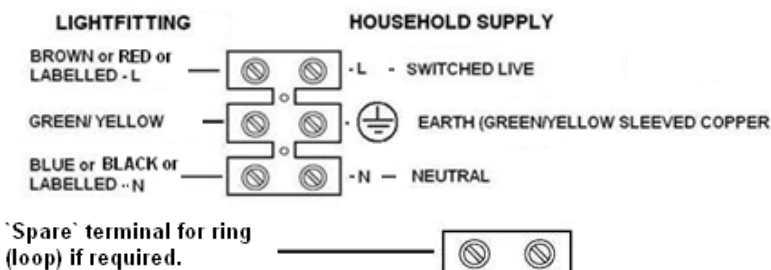 LIGHTFITTING HOUSEHOLD SUPPLY
BROWN or RED or
LABELLED - L
- L - SWITCHED LIVE
GREEN/ YELLOW
- EARTH (GREEN/YELLOW SLEEVED COPPER
BLUE or BLACK or
LABELLED -- N
- N – NEUTRAL
`Spare` terminal for ring
(loop) if required.